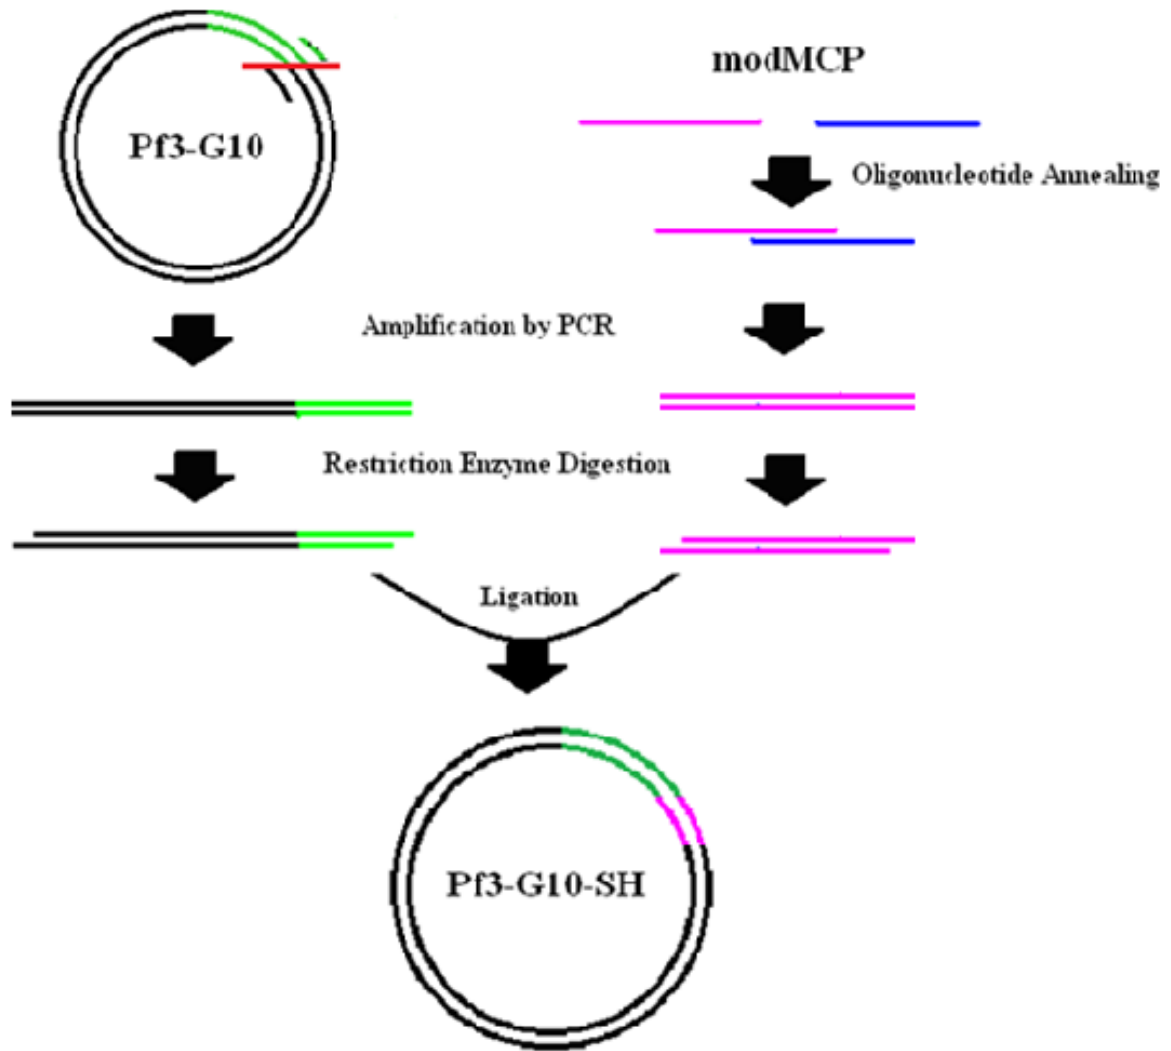 modMCP
Pf3-G10
Oligonucleotide Annealing
Amplification by PCR
Restriction Enzyme Digestion
Ligation
Pf3-G10-SH